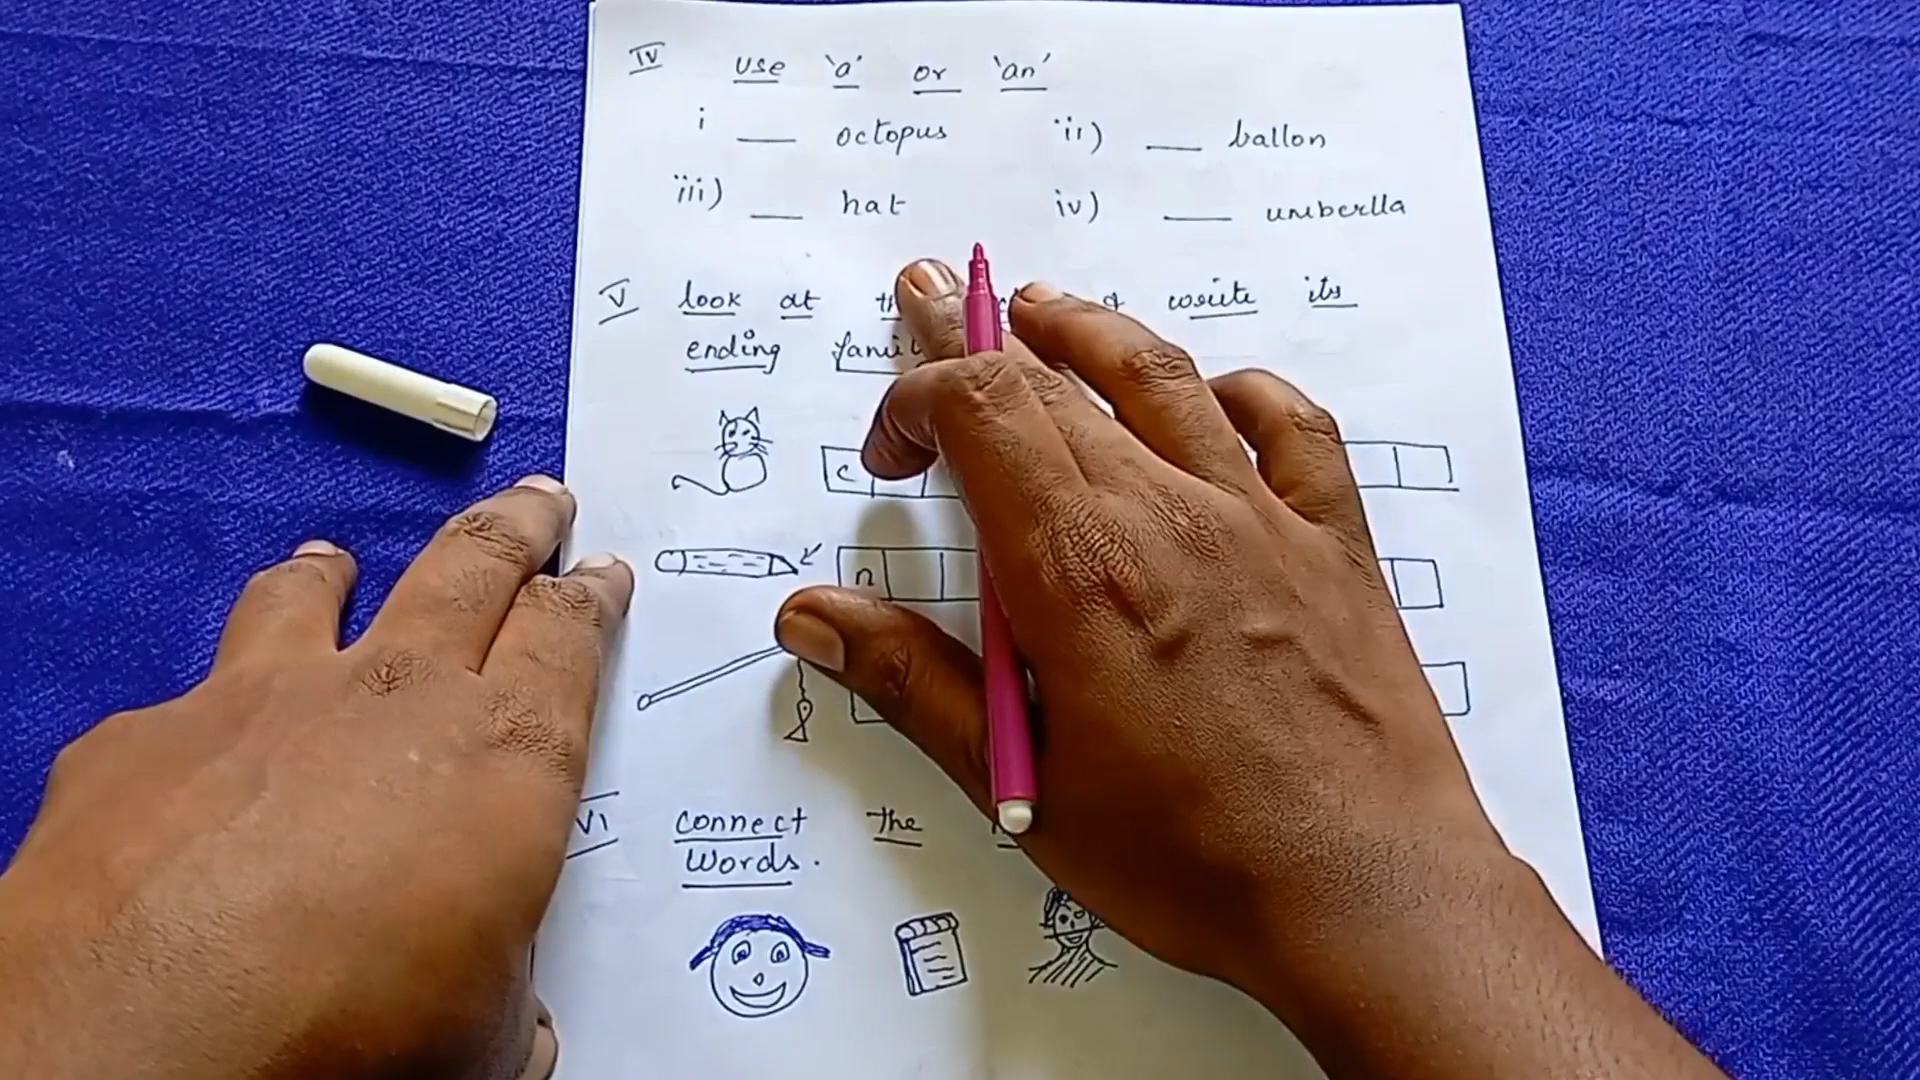 IV use 'a' or 'an'
i ___ octopus ii) ___ ballon
iii) ___ hat iv) ___ umberlla
V look at write its
ending
c
n
VI connect the
words.